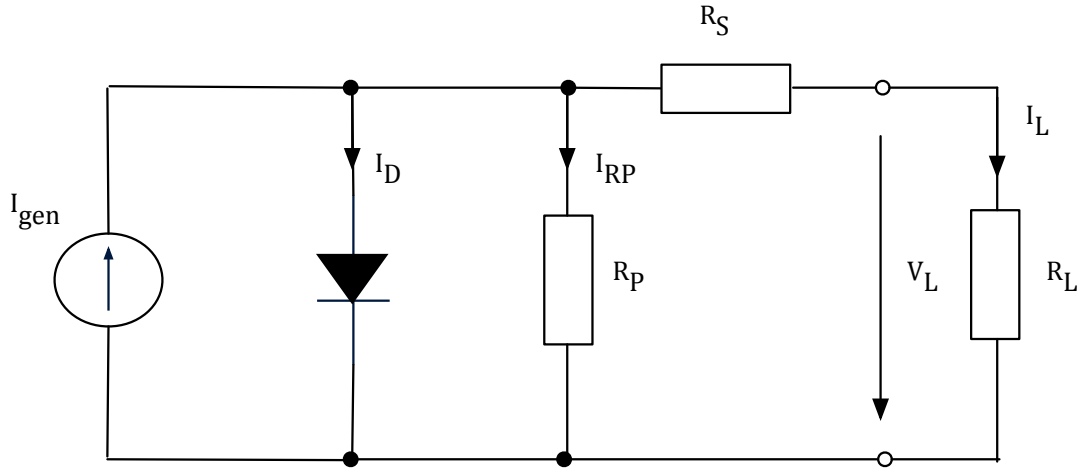 R_S
I_L
I_D
I_RP
I_gen
R_P
V_L
R_L